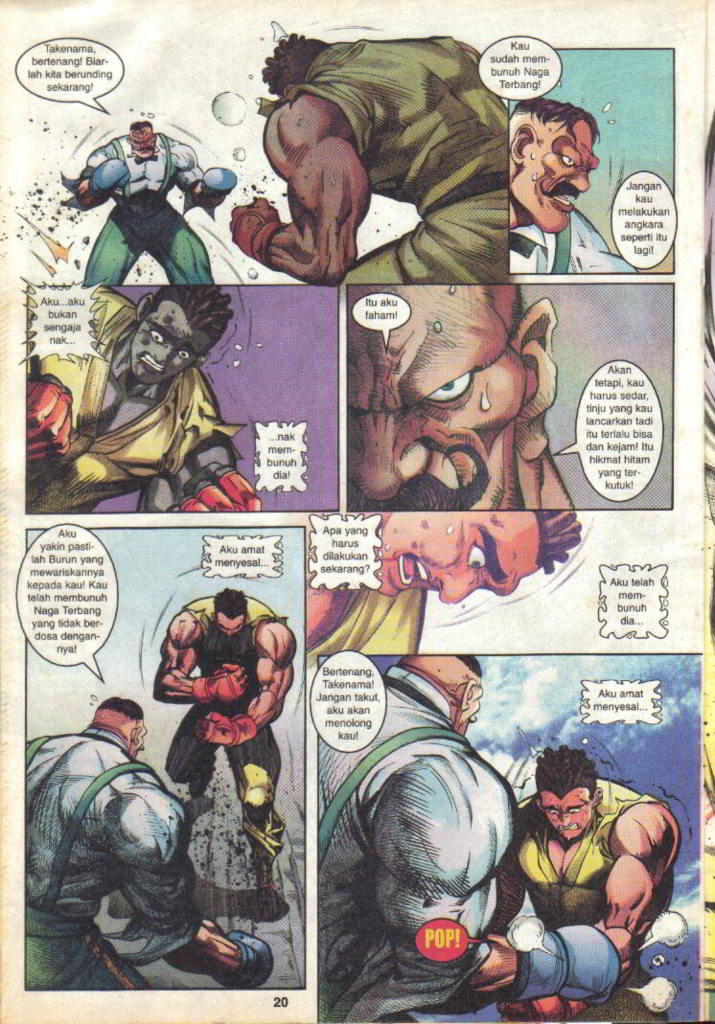 Takenama,
bertenang! Biar-
lah kita berunding
sekarang!
Kau
sudah mem-
bunuh Naga
Terbang!
Jangan
kau
melakukan
angkara
seperti itu
lagi!
Aku...aku
bukan
sengaja
nak...
...nak
mem-
bunuh
dia!
Itu aku
faham!
Akan
tetapi, kau
harus sedar,
tinju yang kau
lancarkan tadi
itu terlalu bisa
dan kejam! Itu
hikmat hitam
yang ter-
kutuk!
Aku
yakin pasti-
lah Burun yang
mewariskannya
kepada kau! Kau
telah membunuh
Naga Terbang
yang tidak ber-
dosa dengan-
nya!
Aku amat
menyesal...
Apa yang
harus
dilakukan
sekarang?
Aku telah
mem-
bunuh
dia...
Bertenang,
Takenama!
Jangan takut,
aku akan
menolong
kau!
Aku amat
menyesal...
POP!
20